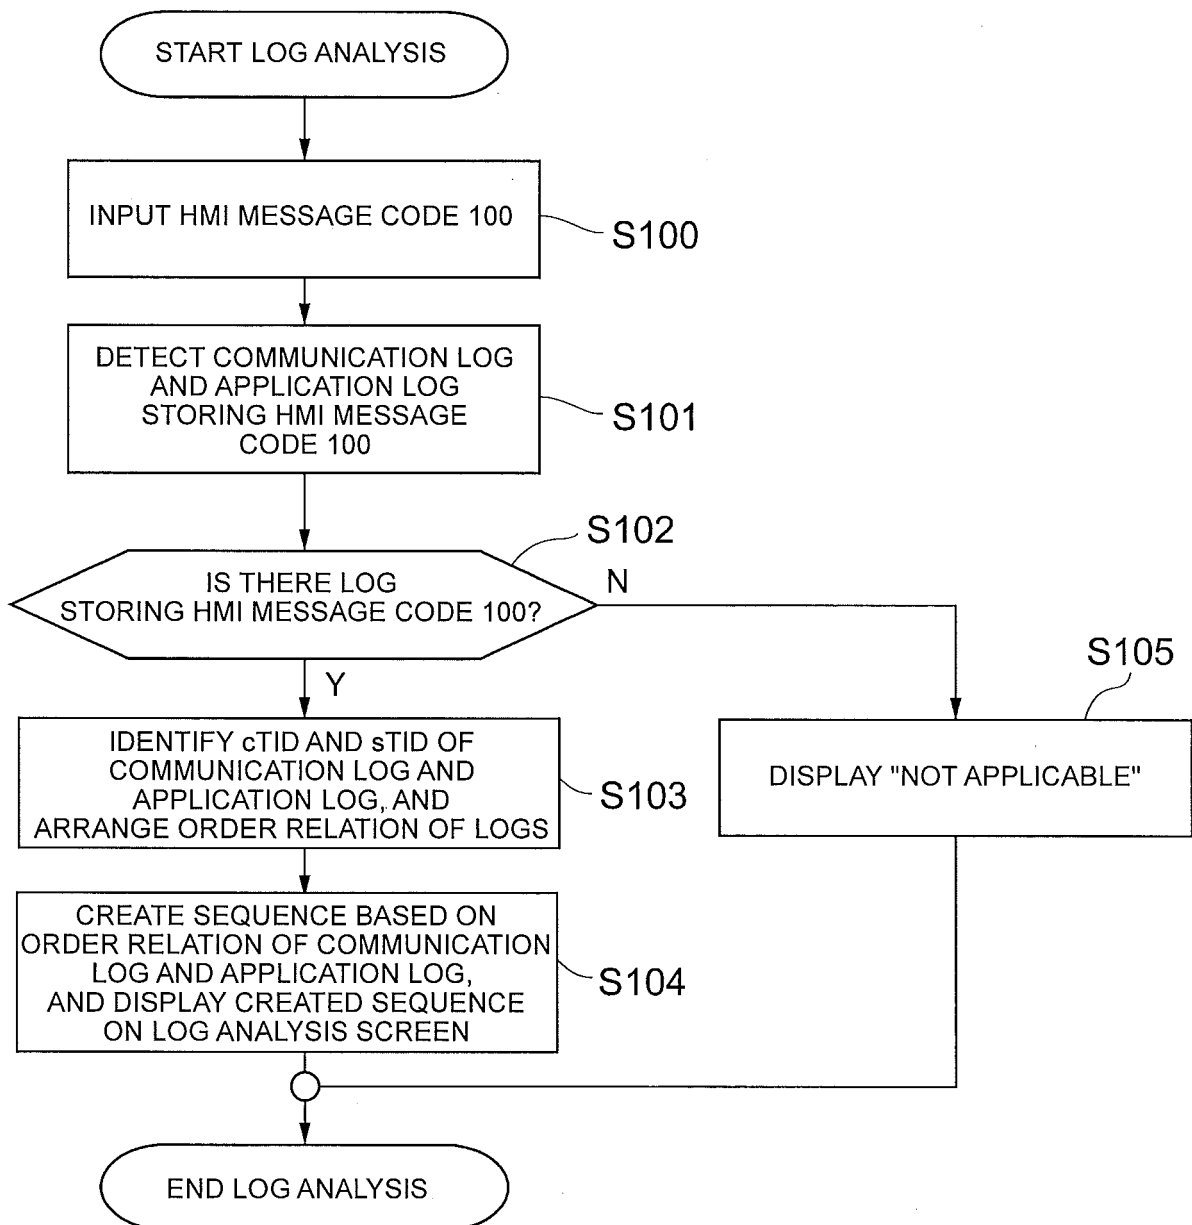 START LOG ANALYSIS
INPUT HMI MESSAGE CODE 100
S100
DETECT COMMUNICATION LOG
AND APPLICATION LOG
STORING HMI MESSAGE
CODE 100
S101
S102
IS THERE LOG
STORING HMI MESSAGE CODE 100?
N
Y
S105
IDENTIFY cTID AND sTID OF
COMMUNICATION LOG AND
APPLICATION LOG, AND
ARRANGE ORDER RELATION OF LOGS
S103
DISPLAY "NOT APPLICABLE"
CREATE SEQUENCE BASED ON
ORDER RELATION OF COMMUNICATION
LOG AND APPLICATION LOG,
AND DISPLAY CREATED SEQUENCE
ON LOG ANALYSIS SCREEN
S104
END LOG ANALYSIS